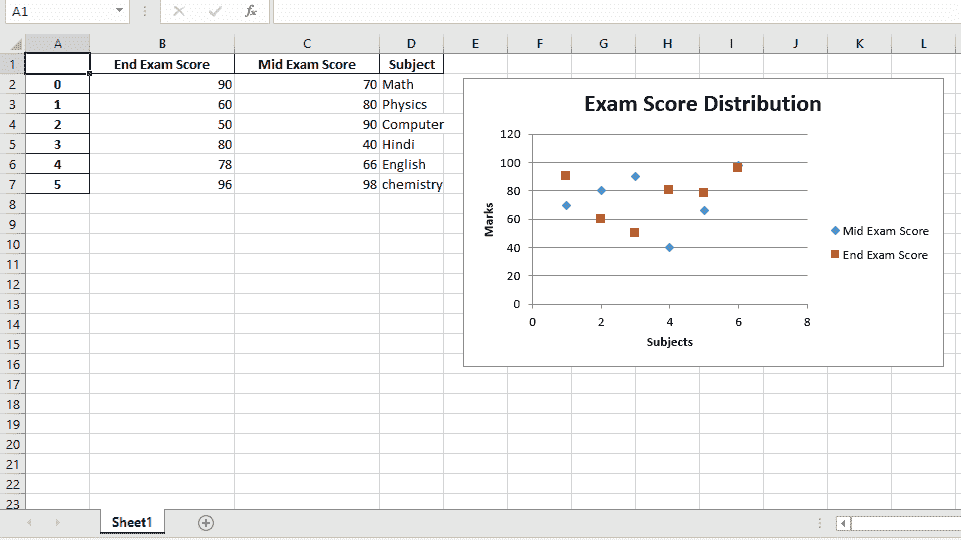 A1
fx
A B C D E F G H I J K L
1 End Exam Score Mid Exam Score Subject
2 0 90 70 Math
3 1 60 80 Physics
4 2 50 90 Computer
5 3 80 40 Hindi
6 4 78 66 English
7 5 96 98 chemistry
8
9
10
11
12
13
14
15
16
17
18
19
20
21
22
23
Exam Score Distribution
120
100
80
60
40
20
0
0 2 4 6 8
Marks
Subjects
Mid Exam Score
End Exam Score
Sheet1